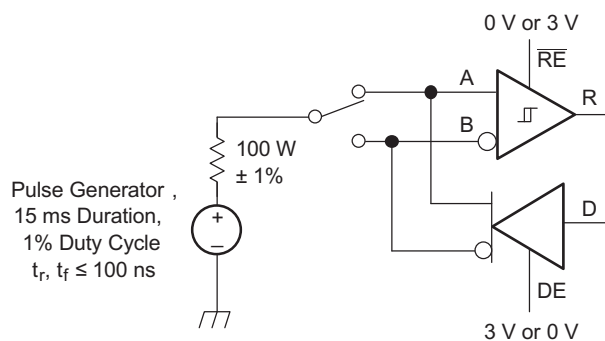 0 V or 3 V
RE
A
R
B
100 W
± 1%
Pulse Generator ,
15 ms Duration,
1% Duty Cycle
tr, tf ≤ 100 ns
D
DE
3 V or 0 V